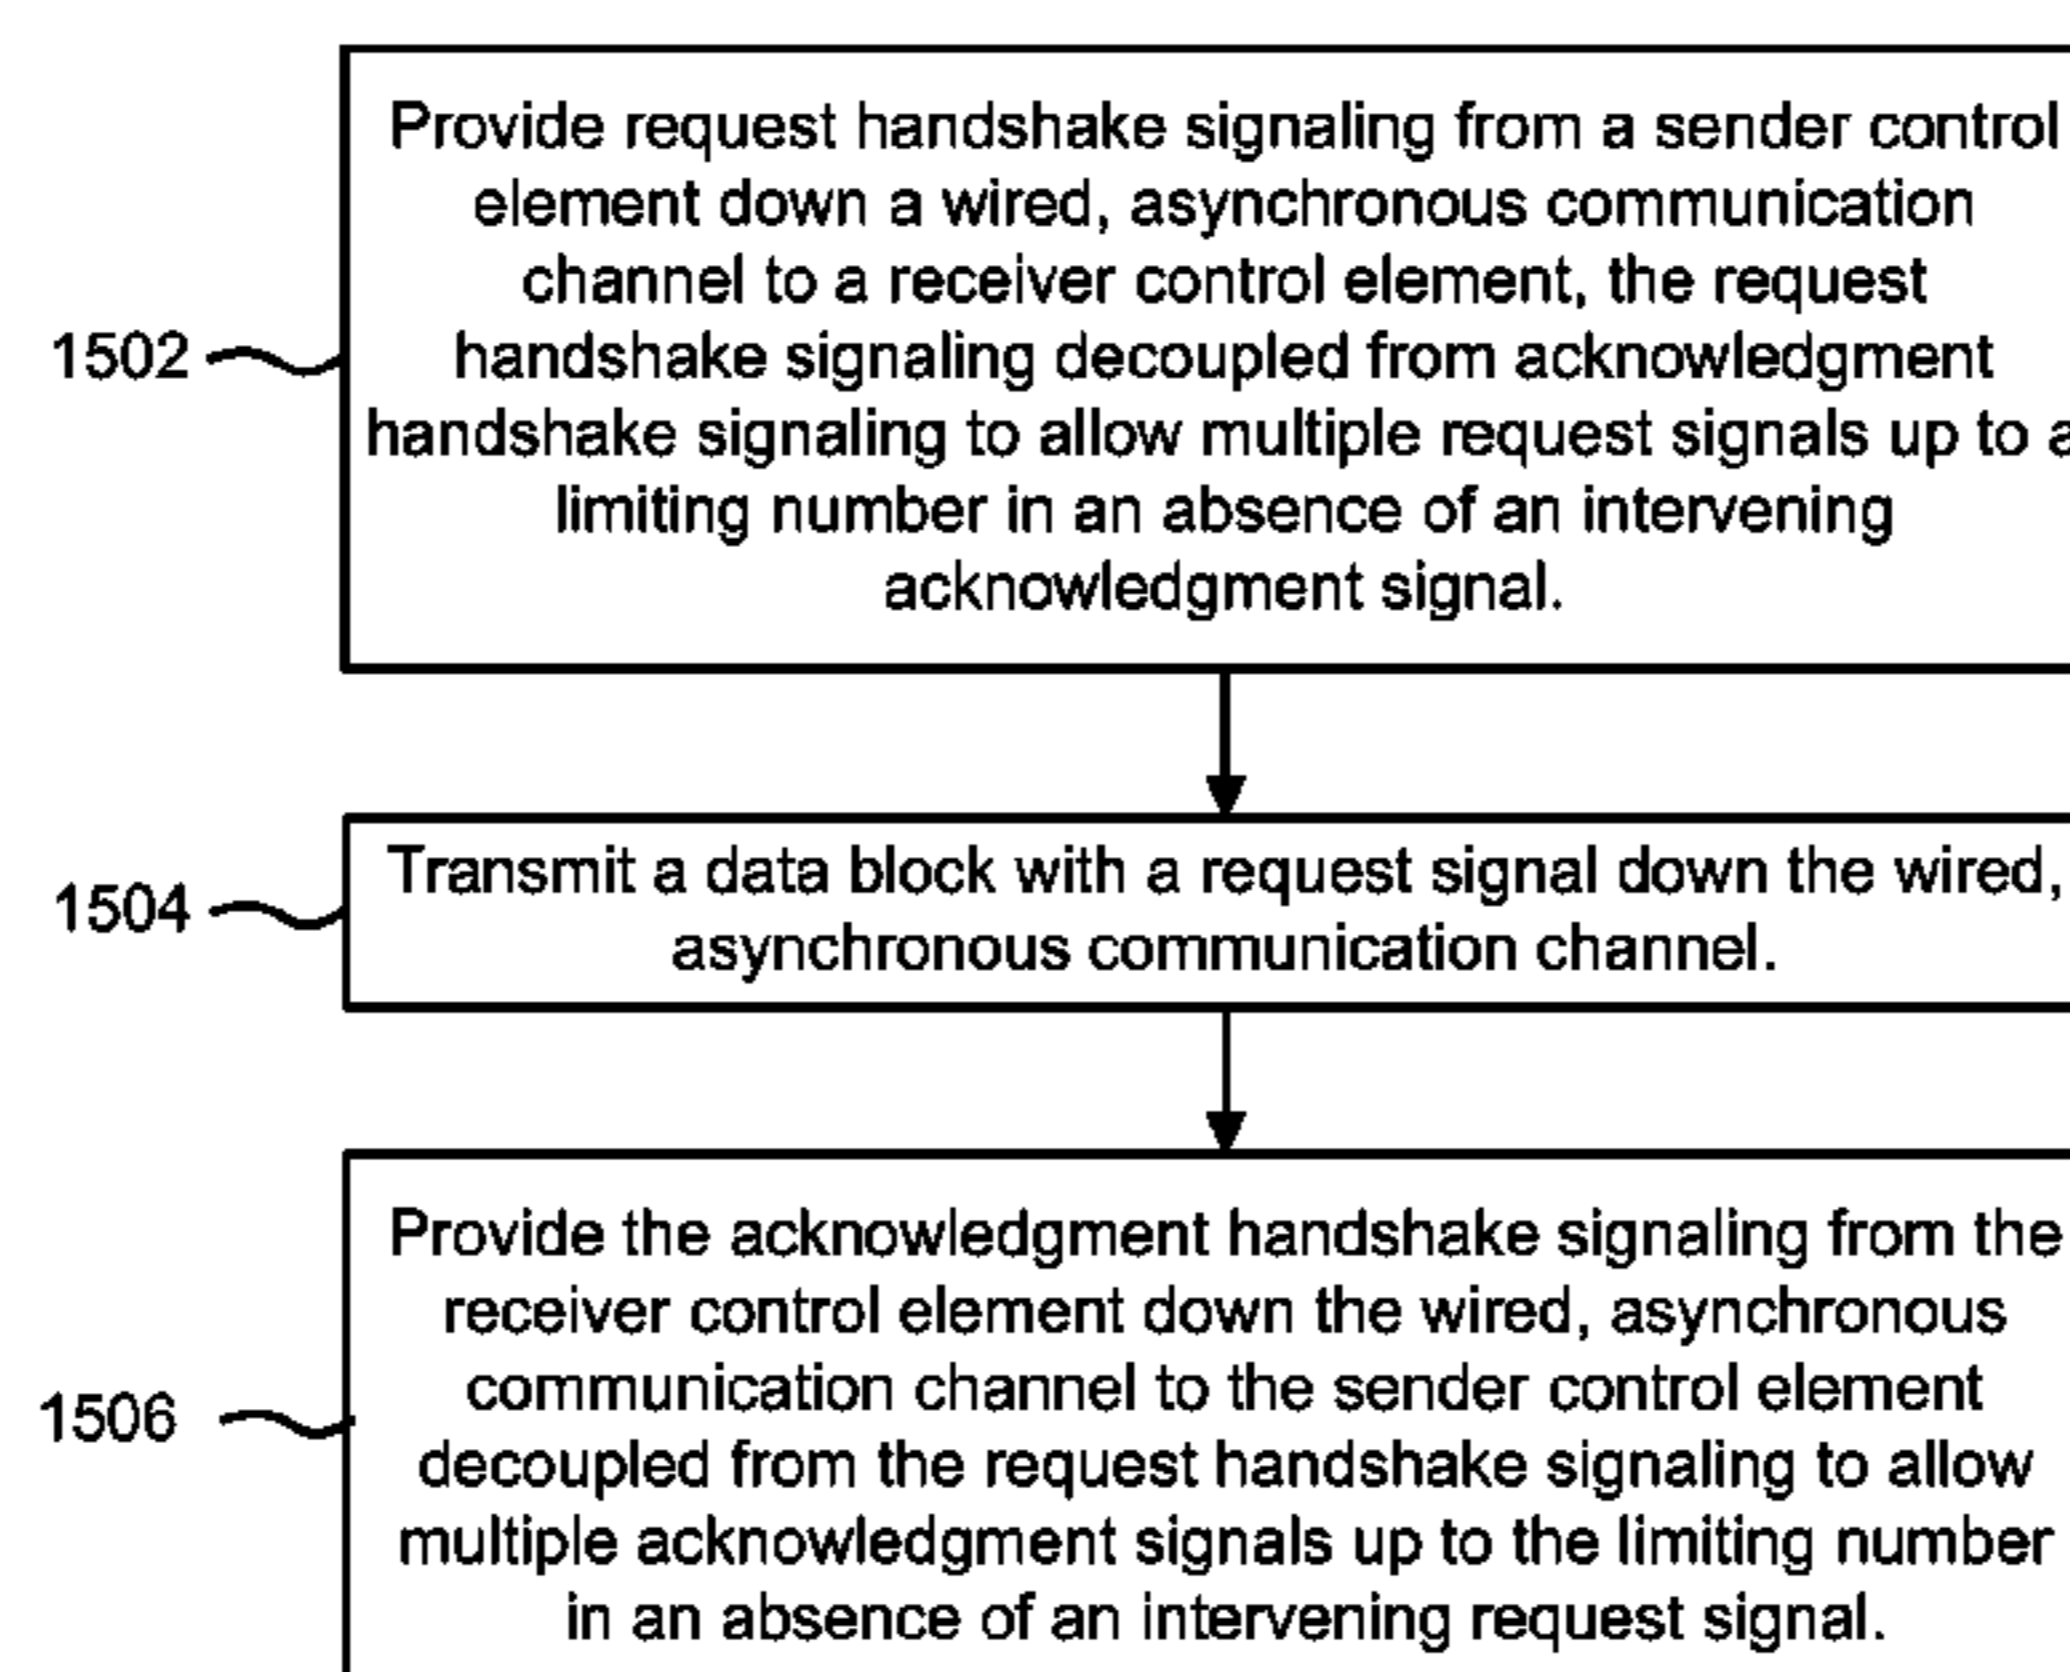 Provide request handshake signaling from a sender control
element down a wired, asynchronous communication
channel to a receiver control element, the request
1502
handshake signaling decoupled from acknowledgment
handshake signaling to allow multiple request signals up to a
limiting number in an absence of an intervening
acknowledgment signal.
Transmit a data block with a request signal down the wired,
1504
asynchronous communication channel.
Provide the acknowledgment handshake signaling from the
receiver control element down the wired, asynchronous
communication channel to the sender control element
1506
decoupled from the request handshake signaling to allow
multiple acknowledgment signals up to the limiting number
in an absence of an intervening request signal.